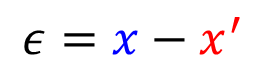 ϵ = x − x′